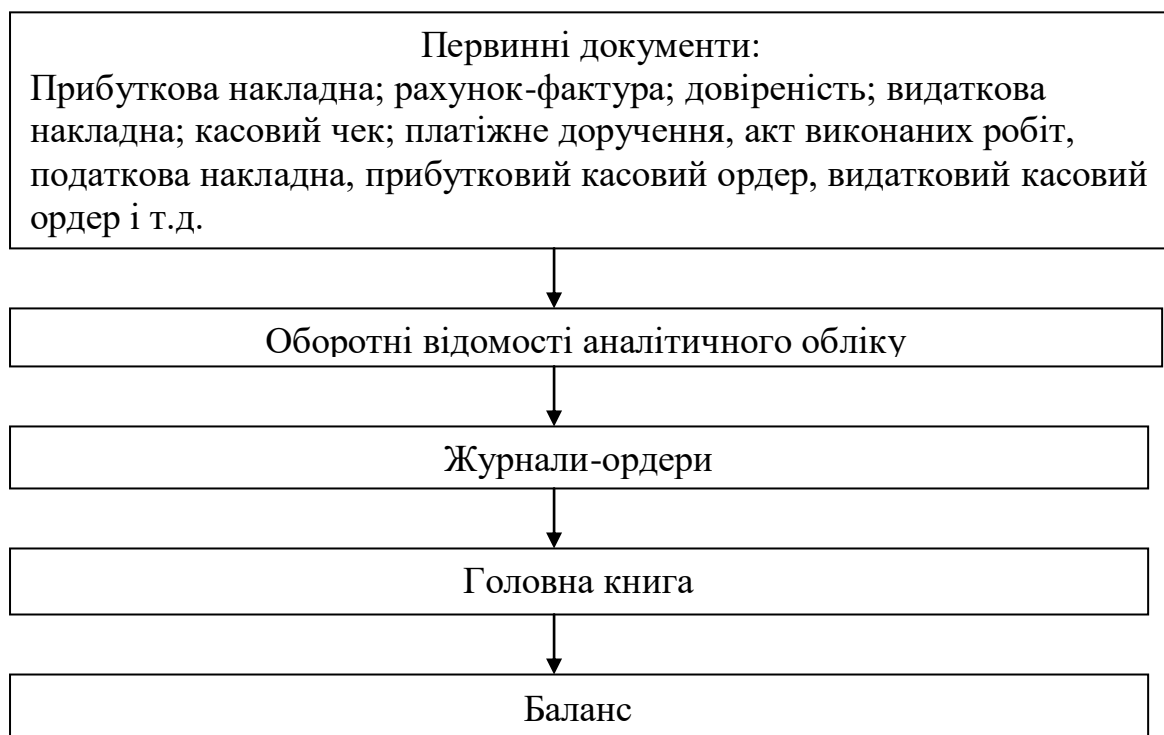 Первинні документи:
Прибуткова накладна; рахунок-фактура; довіреність; видаткова
накладна; касовий чек; платіжне доручення, акт виконаних робіт,
податкова накладна, прибутковий касовий ордер, видатковий касовий
ордер і т.д.
Оборотні відомості аналітичного обліку
Журнали-ордери
Головна книга
Баланс